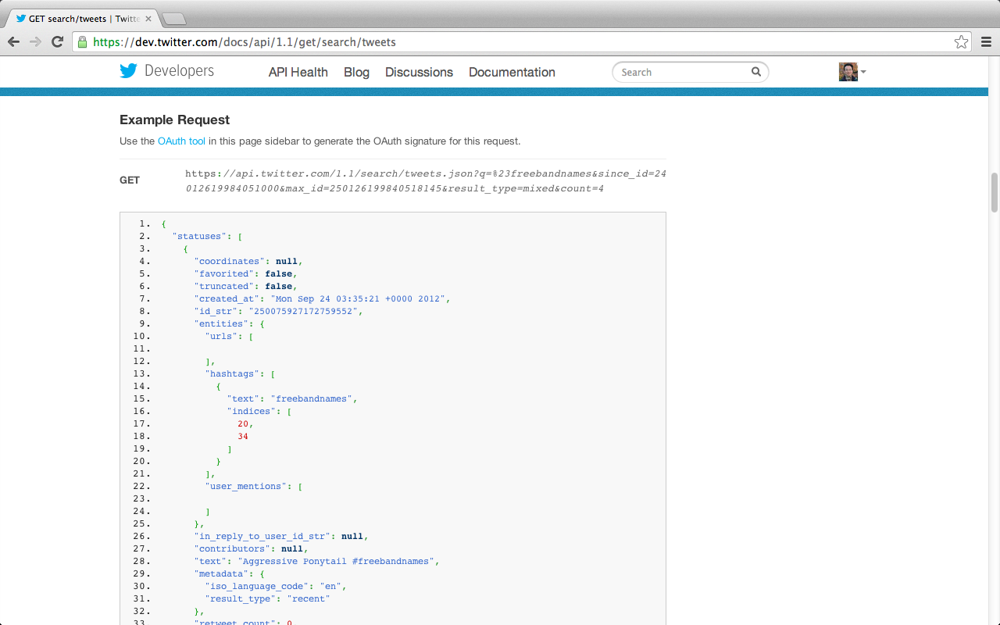 GET search/tweets | Twitte
https://dev.twitter.com/docs/api/1.1/get/search/tweets
Developers API Health Blog Discussions Documentation Search
Example Request
Use the OAuth tool in this page sidebar to generate the OAuth signature for this request.
GET https://api.twitter.com/1.1/search/tweets.json?q=%23freebandnames&since_id=24
012619984051000&max_id=250126199840518145&result_type=mixed&count=4
1. {
2. "statuses": [
3. {
4. "coordinates": null,
5. "favorited": false,
6. "truncated": false,
7. "created_at": "Mon Sep 24 03:35:21 +0000 2012",
8. "id_str": "250075927172759552",
9. "entities": {
10. "urls": [
11.
12. ],
13. "hashtags": [
14. {
15. "text": "freebandnames",
16. "indices": [
17. 20,
18. 34
19. ]
20. }
21. ],
22. "user_mentions": [
23.
24. ]
25. },
26. "in_reply_to_user_id_str": null,
27. "contributors": null,
28. "text": "Aggressive Ponytail #freebandnames",
29. "metadata": {
30. "iso_language_code": "en",
31. "result_type": "recent"
32. },
33. "retweet_count": 0